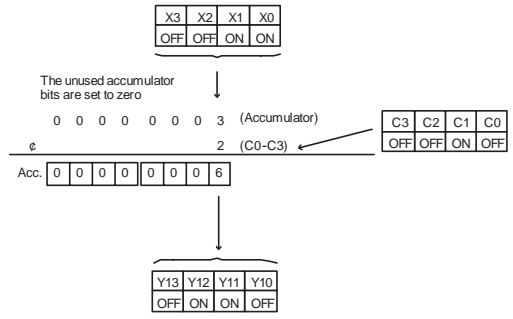 X3 X2 X1 X0
OFF OFF ON ON
The unused accumulator
bits are set to zero
0 0 0 0 0 0 0 3 (Accumulator)
C3 C2 C1 C0
¢ 2 (C0-C3)
OFF OFF ON OFF
Acc. 0 0 0 0 0 0 0 6
Y13 Y12 Y11 Y10
OFF ON ON OFF